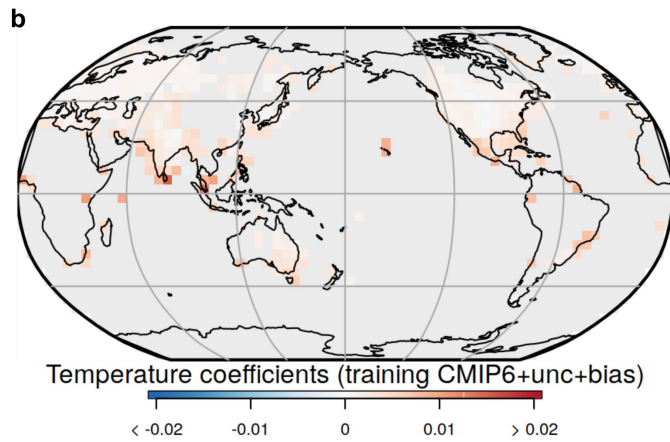 b
Temperature coefficients (training CMIP6+unc+bias)
< -0.02 -0.01 0 0.01 > 0.02